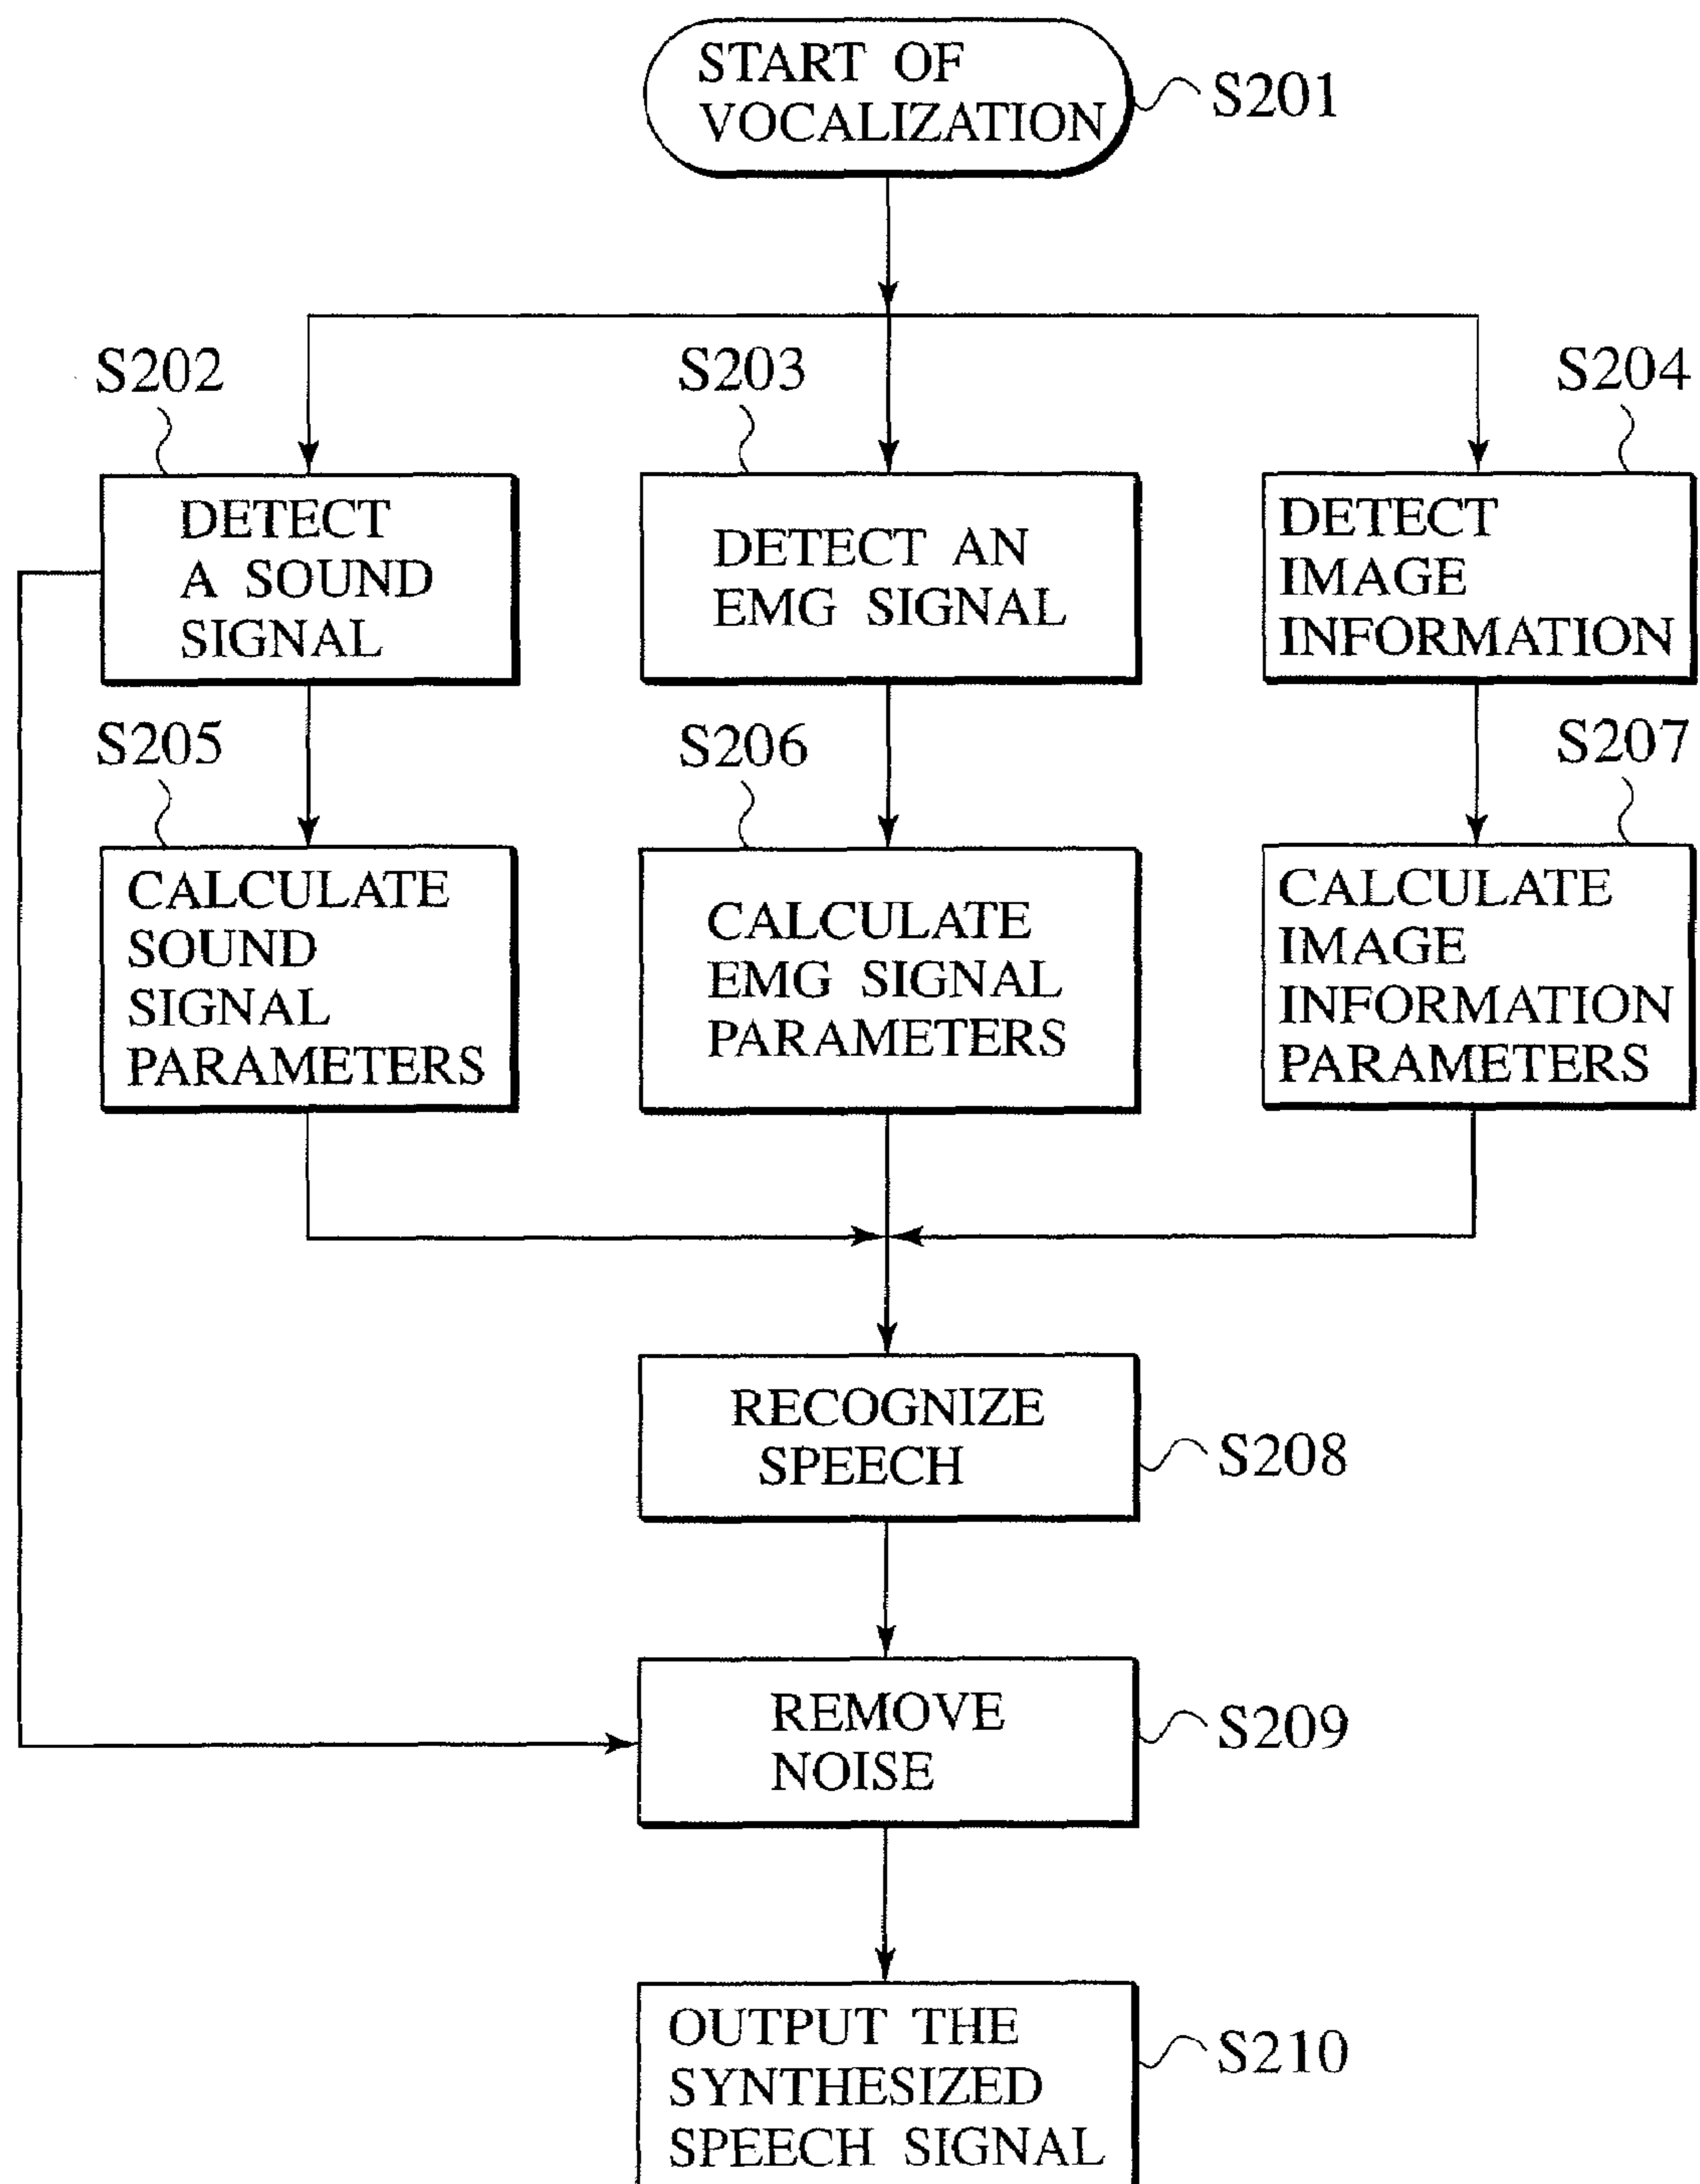 START OF
VOCALIZATION
S201
S202
S203
S204
DETECT
A SOUND
SIGNAL
DETECT AN
EMG SIGNAL
DETECT
IMAGE
INFORMATION
S205
S206
S207
CALCULATE
SOUND
SIGNAL
PARAMETERS
CALCULATE
EMG SIGNAL
PARAMETERS
CALCULATE
IMAGE
INFORMATION
PARAMETERS
RECOGNIZE
SPEECH
S208
REMOVE
NOISE
S209
OUTPUT THE
SYNTHESIZED
SPEECH SIGNAL
S210